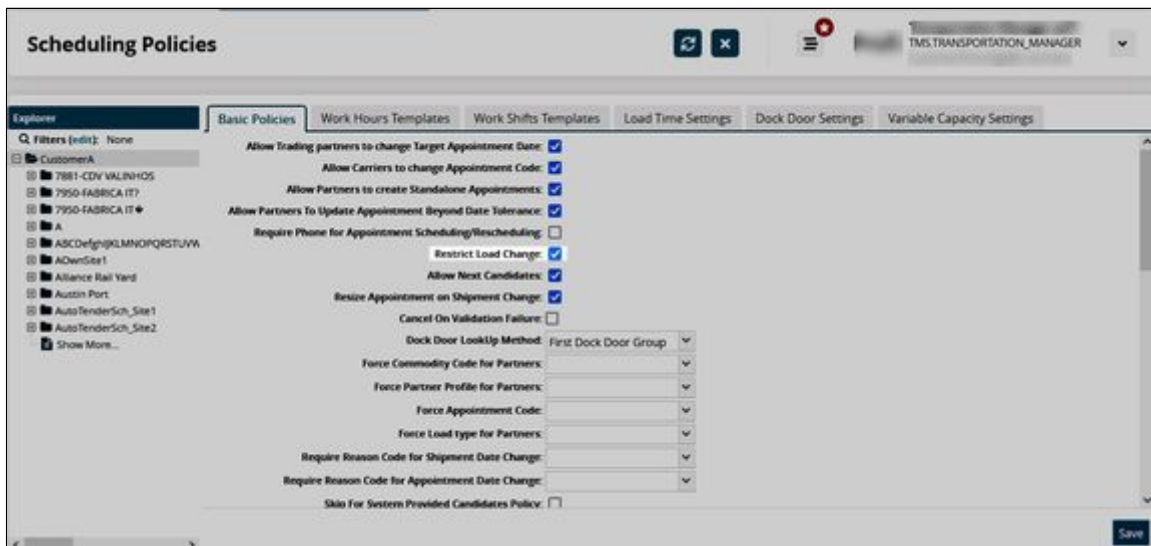 Scheduling Policies
TMS.TRANSPORTATION_MANAGER
Explorer
Filters (edit): None
CustomerA
7881-CDV VALINHOS
7950-FABRICA IT?
7950-FABRICA IT�
A
ABCDefghIJKLMNOPQRSTUVW
AOwnSite1
Alliance Rail Yard
Austin Port
AutoTenderSch_Site1
AutoTenderSch_Site2
Show More...
Basic Policies Work Hours Templates Work Shifts Templates Load Time Settings Dock Door Settings Variable Capacity Settings
Allow Trading partners to change Target Appointment Date:
Allow Carriers to change Appointment Code:
Allow Partners to create Standalone Appointments:
Allow Partners To Update Appointment Beyond Date Tolerance:
Require Phone for Appointment Scheduling/Rescheduling:
Restrict Load Change:
Allow Next Candidates:
Resize Appointment on Shipment Change:
Cancel On Validation Failure:
Dock Door LookUp Method: First Dock Door Group
Force Commodity Code for Partners:
Force Partner Profile for Partners:
Force Appointment Code:
Force Load type for Partners:
Require Reason Code for Shipment Date Change:
Require Reason Code for Appointment Date Change:
Skip For System Provided Candidates Policy:
Save